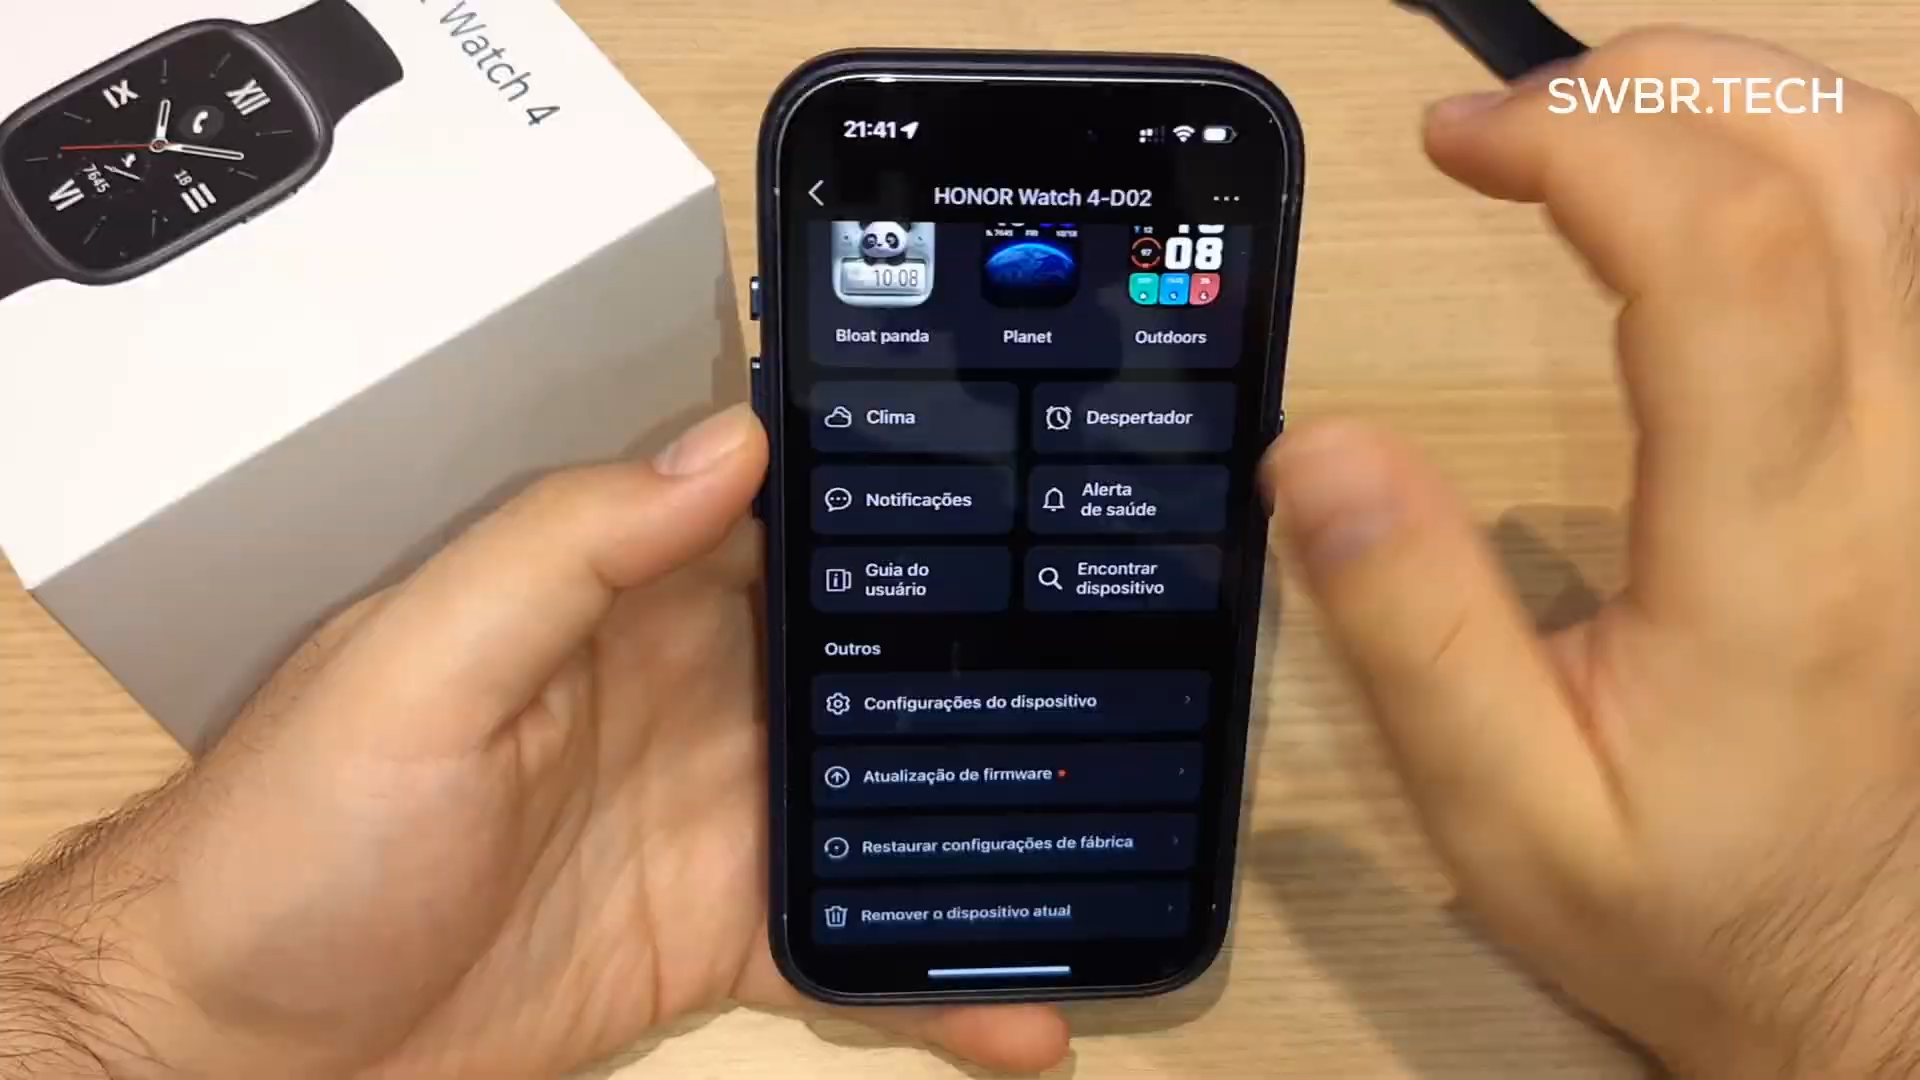 Watch 4
IX
XII
VI
7645
18
SWBR.TECH
21:41
HONOR Watch 4-D02
10:08
08
Bloat panda
Planet
Outdoors
Clima
Despertador
Notificações
Alerta
de saúde
Guia do
usuário
Encontrar
dispositivo
Outros
Configurações do dispositivo
Atualização de firmware
Restaurar configurações de fábrica
Remover o dispositivo atual